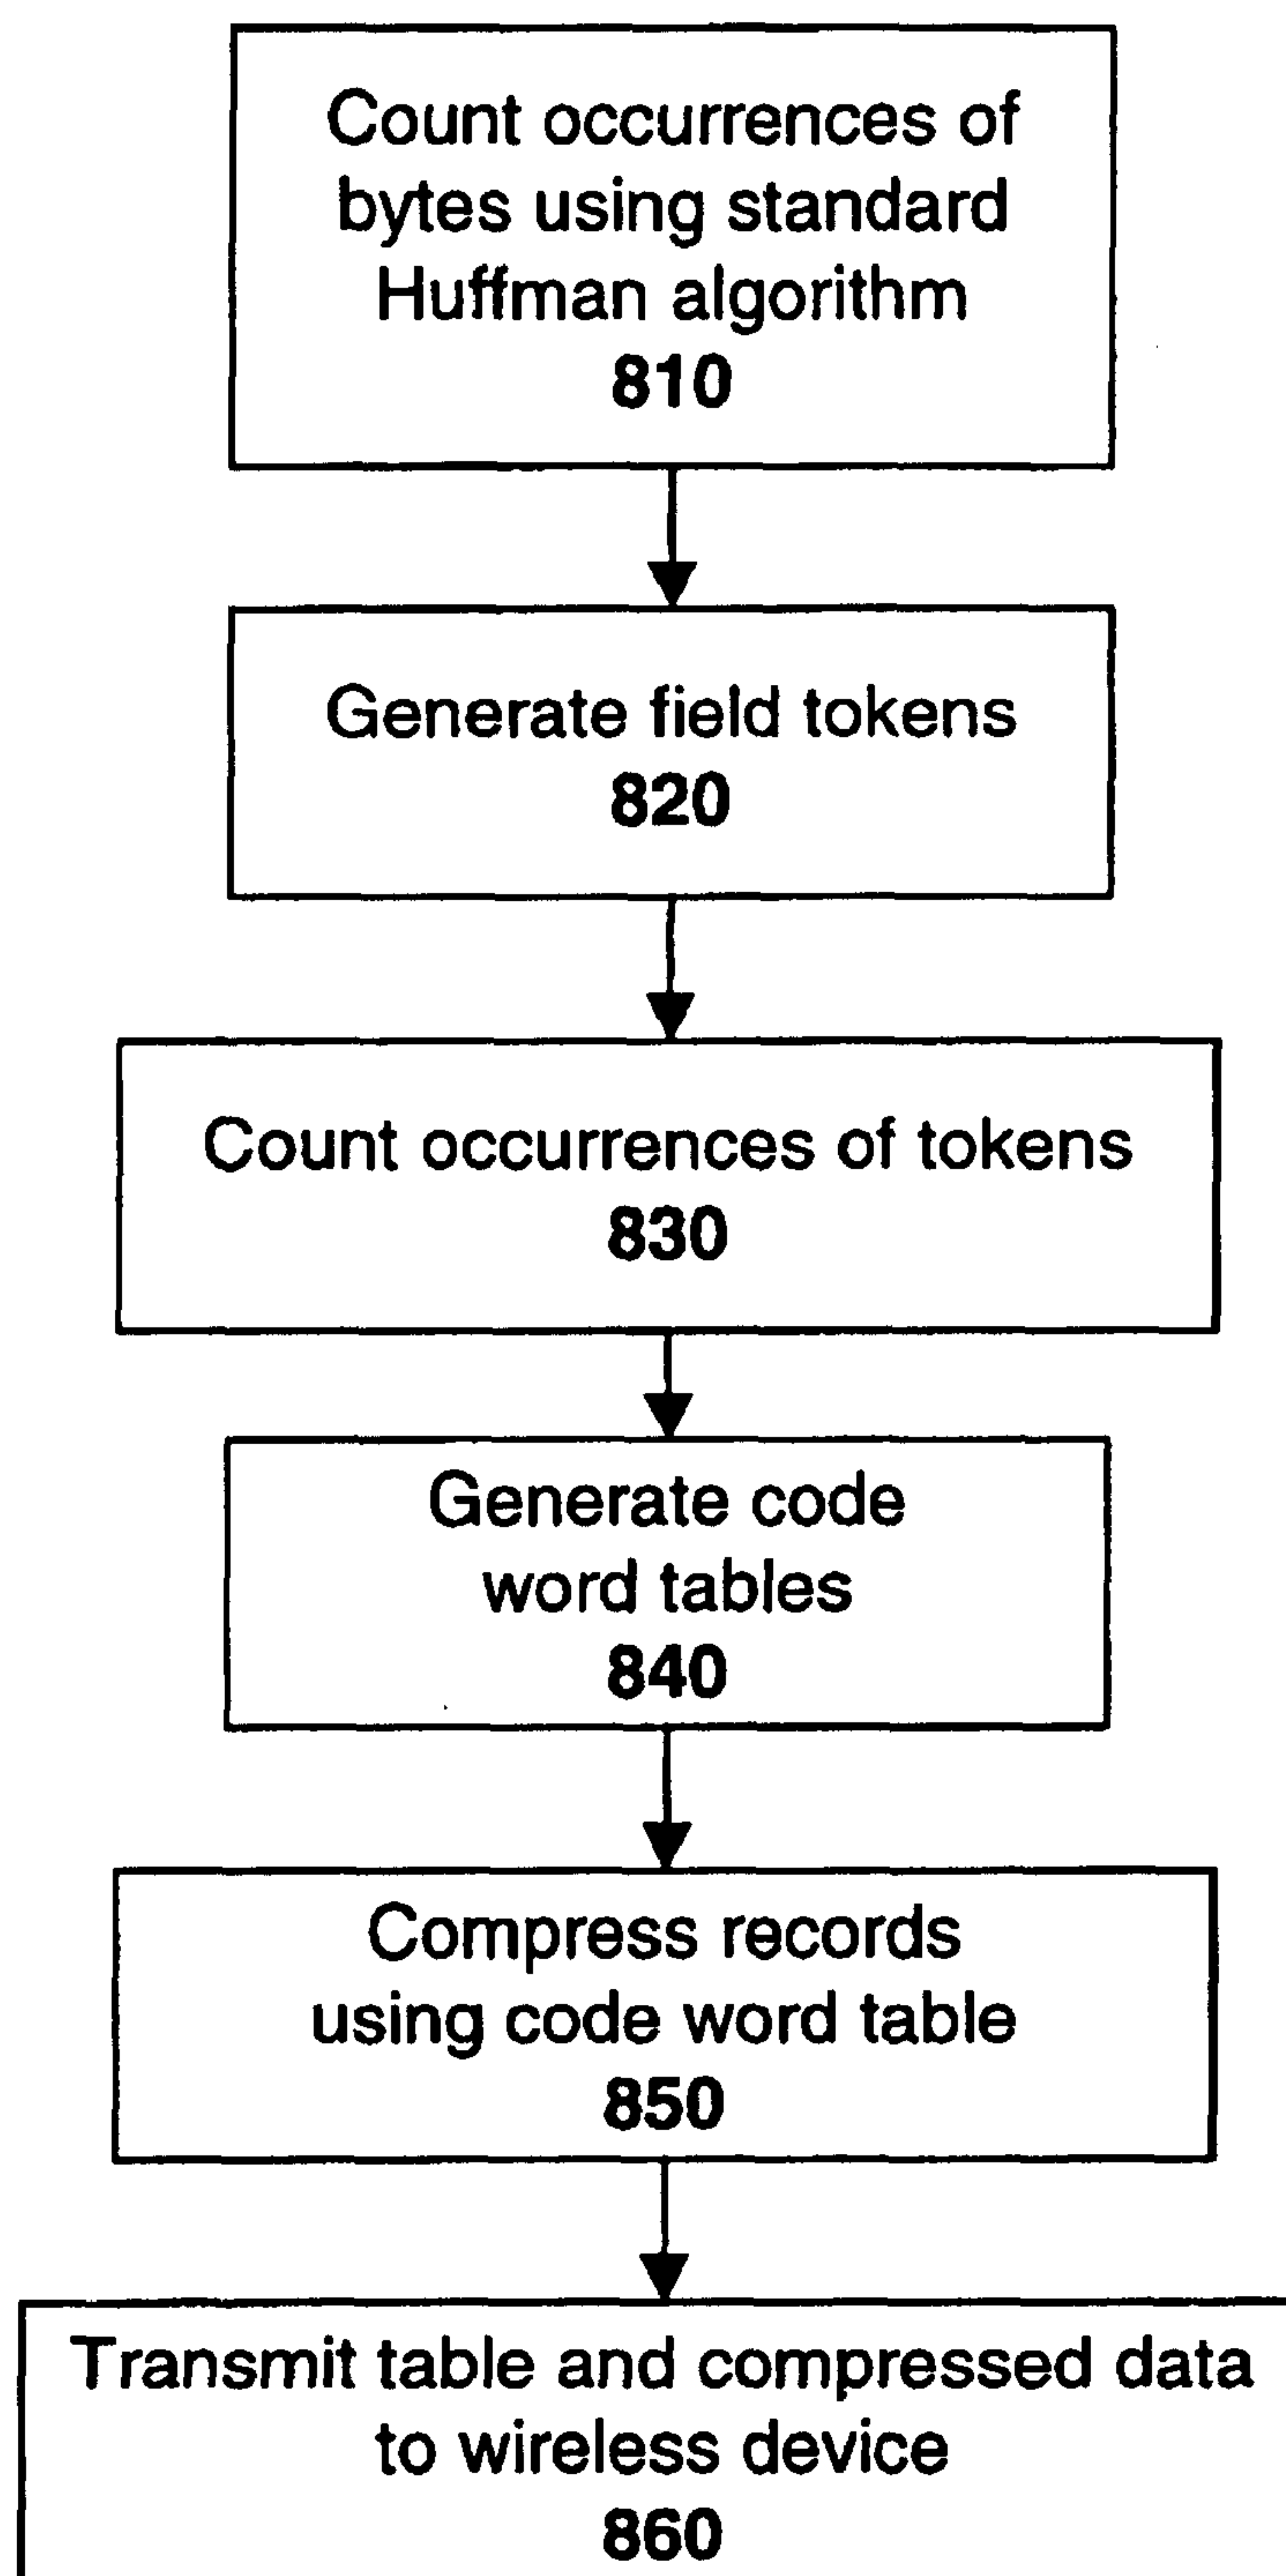 Count occurrences of
bytes using standard
Huffman algorithm
810
Generate field tokens
820
Count occurrences of tokens
830
Generate code
word tables
840
Compress records
using code word table
850
Transmit table and compressed data
to wireless device
860